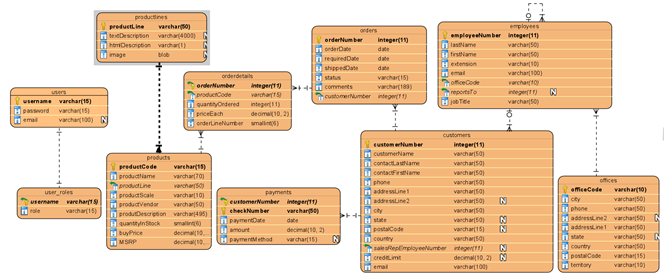 productlines
productLine varchar(50)
textDescription varchar(4000) N
htmlDescription varchar(1) N
image blob N
users
username varchar(15)
password varchar(15)
email varchar(100) N
user_roles
username varchar(15)
role varchar(15)
orderdetails
orderNumber integer(11)
productCode varchar(15)
quantityOrdered integer(11)
priceEach decimal(10, 2)
orderLineNumber smallint(6)
products
productCode varchar(15)
productName varchar(70)
productLine varchar(50)
productScale varchar(10)
productVendor varchar(50)
productDescription varchar(495)
quantityInStock smallint(6)
buyPrice decimal(10,
MSRP decimal(10,
orders
orderNumber integer(11)
orderDate date
requiredDate date
shippedDate date
status varchar(15)
comments varchar(189)
customerNumber integer(11)
payments
customerNumber integer(11)
checkNumber varchar(50)
paymentDate date
amount decimal(10, 2)
paymentMethod varchar(15) N
employees
employeeNumber integer(11)
lastName varchar(50)
firstName varchar(50)
extension varchar(10)
email varchar(100)
officeCode varchar(10)
reportsTo integer(11) N
jobTitle varchar(50)
customers
customerNumber integer(11)
customerName varchar(50)
contactLastName varchar(50)
contactFirstName varchar(50)
phone varchar(50)
addressLine1 varchar(50)
addressLine2 varchar(50) N
city varchar(50)
state varchar(50) N
postalCode varchar(15) N
country varchar(50)
salesRepEmployeeNumber integer(11) N
creditLimit decimal(10, 2) N
email varchar(100)
offices
officeCode varchar(10)
city varchar(50)
phone varchar(50)
addressLine2 varchar(50) N
addressLine1 varchar(50)
state varchar(50) N
country varchar(50)
postalCode varchar(15)
territory varchar(10)